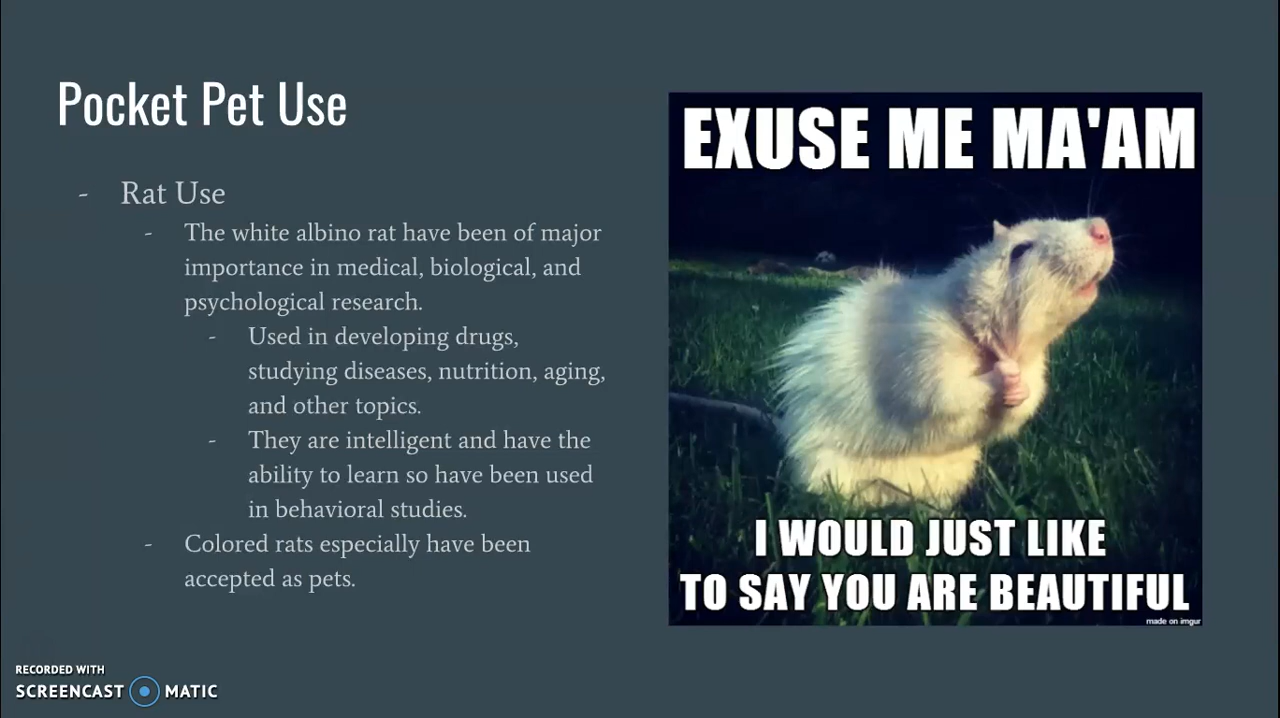 Pocket Pet Use
- Rat Use
- The white albino rat have been of major
importance in medical, biological, and
psychological research.
- Used in developing drugs,
studying diseases, nutrition, aging,
and other topics.
- They are intelligent and have the
ability to learn so have been used
in behavioral studies.
- Colored rats especially have been
accepted as pets.
EXUSE ME MA'AM
I WOULD JUST LIKE
TO SAY YOU ARE BEAUTIFUL
made on imgur
RECORDED WITH
SCREENCAST MATIC